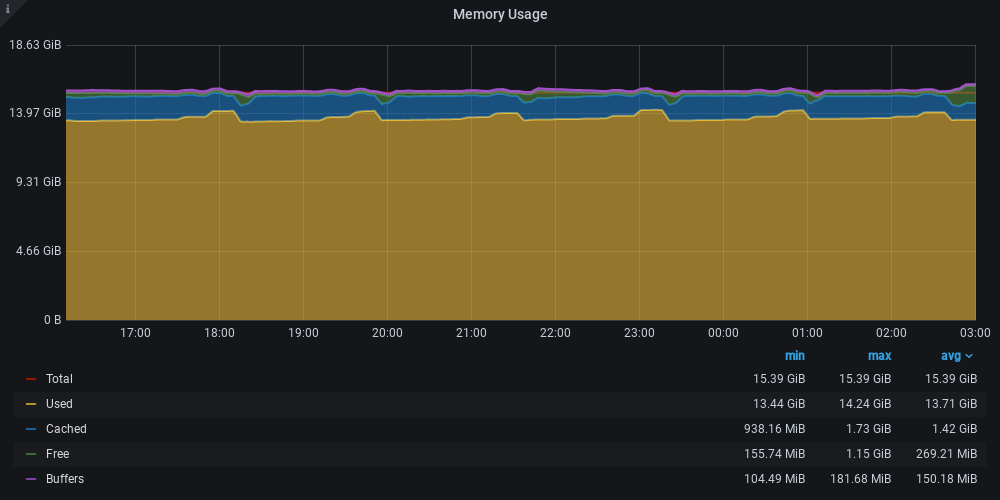 i
Memory Usage
18.63 GiB
13.97 GiB
9.31 GiB
4.66 GiB
0 B
17:00 18:00 19:00 20:00 21:00 22:00 23:00 00:00 01:00 02:00 03:00
min max avg
Total 15.39 GiB 15.39 GiB 15.39 GiB
Used 13.44 GiB 14.24 GiB 13.71 GiB
Cached 938.16 MiB 1.73 GiB 1.42 GiB
Free 155.74 MiB 1.15 GiB 269.21 MiB
Buffers 104.49 MiB 181.68 MiB 150.18 MiB